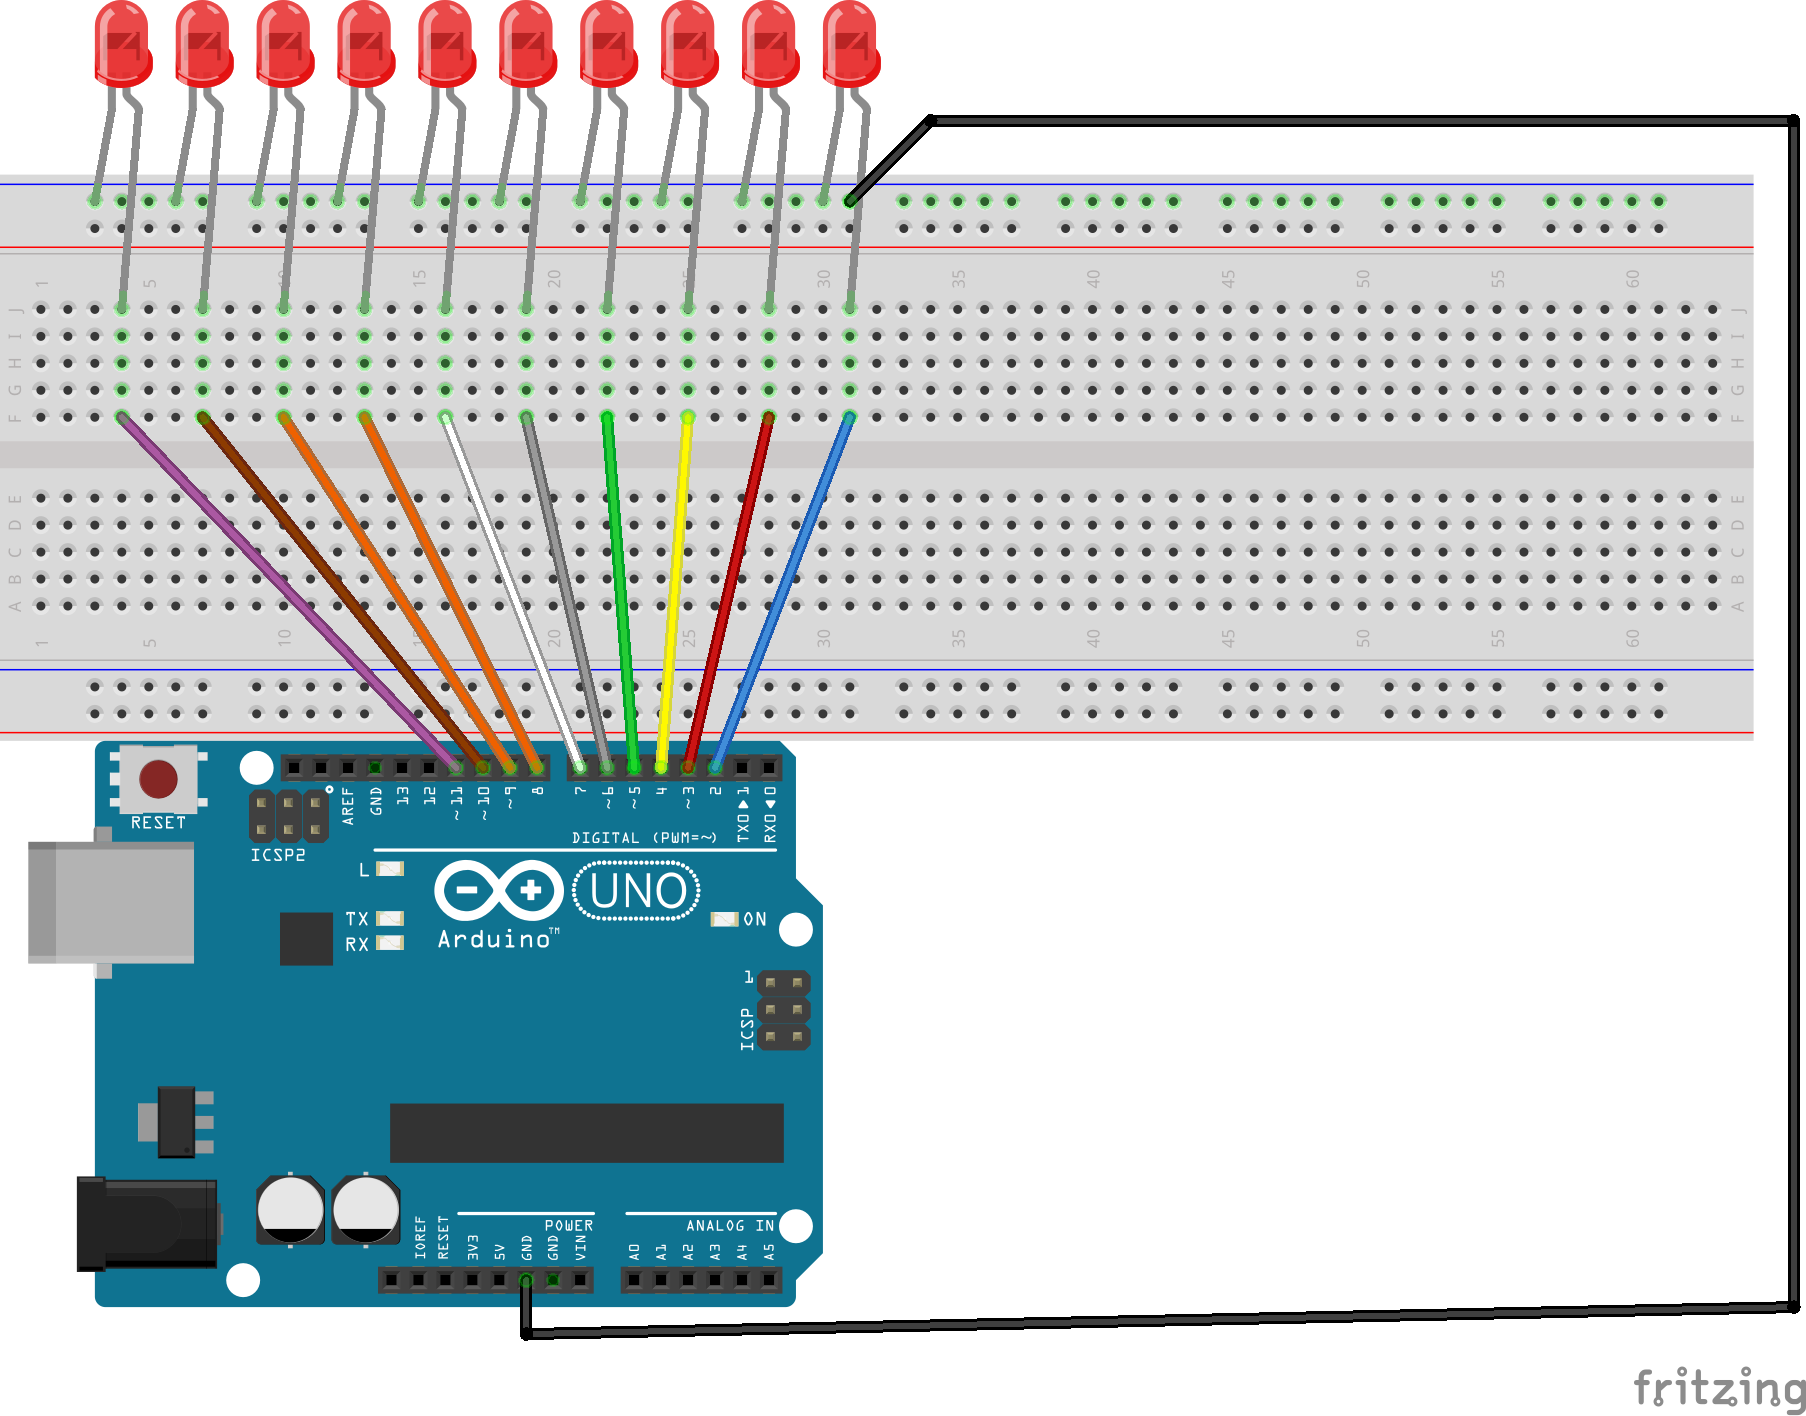 1 5 10 15 20 25 30 35 40 45 50 55 60
J J
I I
H H
G G
F F
E E
D D
C C
B B
A A
1 5 10 15 20 25 30 35 40 45 50 55 60
RESET
ICSP2
AREF GND 13 12 ~11 ~10 ~9 8 7 ~6 ~5 4 ~3 2 TX0▶1 RX0◀0
DIGITAL (PWM=~)
L
TX
RX
UNO
ON
Arduino™
1
ICSP
POWER
ANALOG IN
IOREF RESET 3V3 5V GND GND VIN A0 A1 A2 A3 A4 A5
fritzing